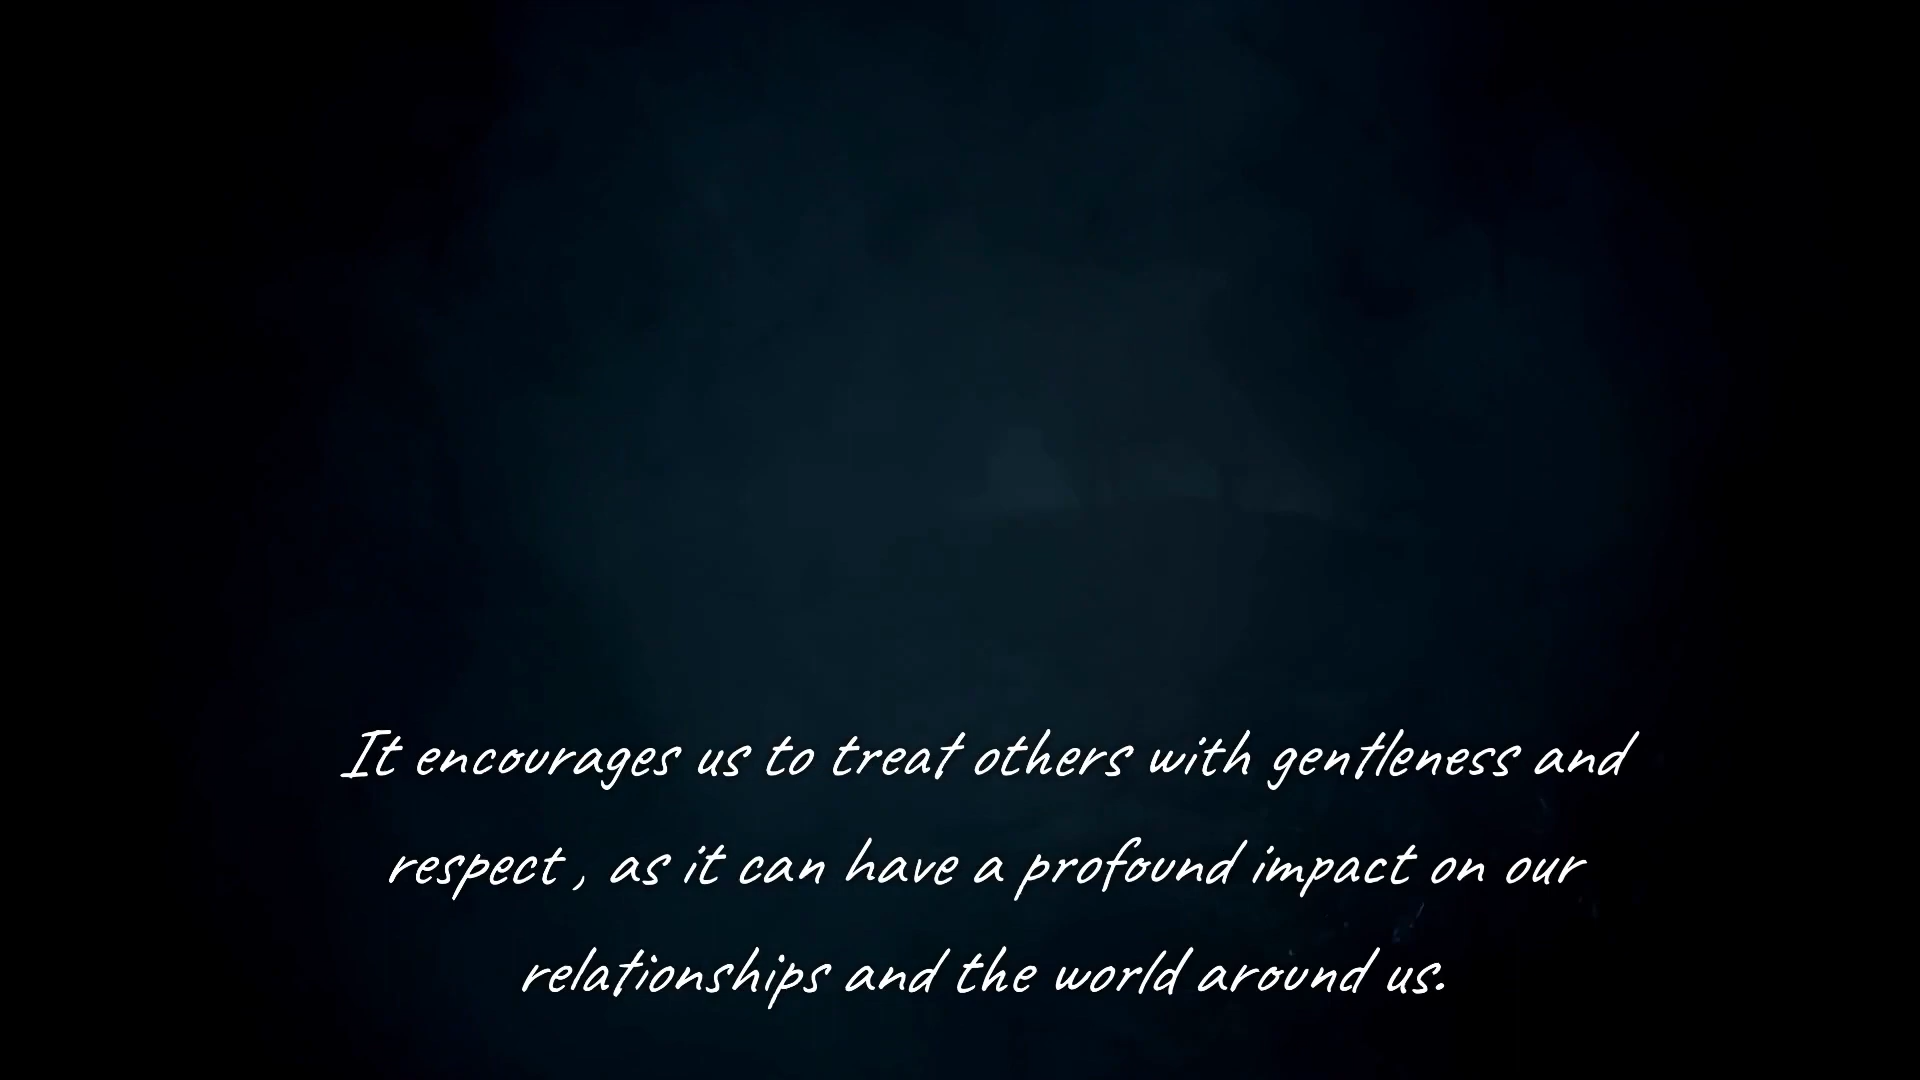 It encourages us to treat others with gentleness and
respect , as it can have a profound impact on our
relationships and the world around us.